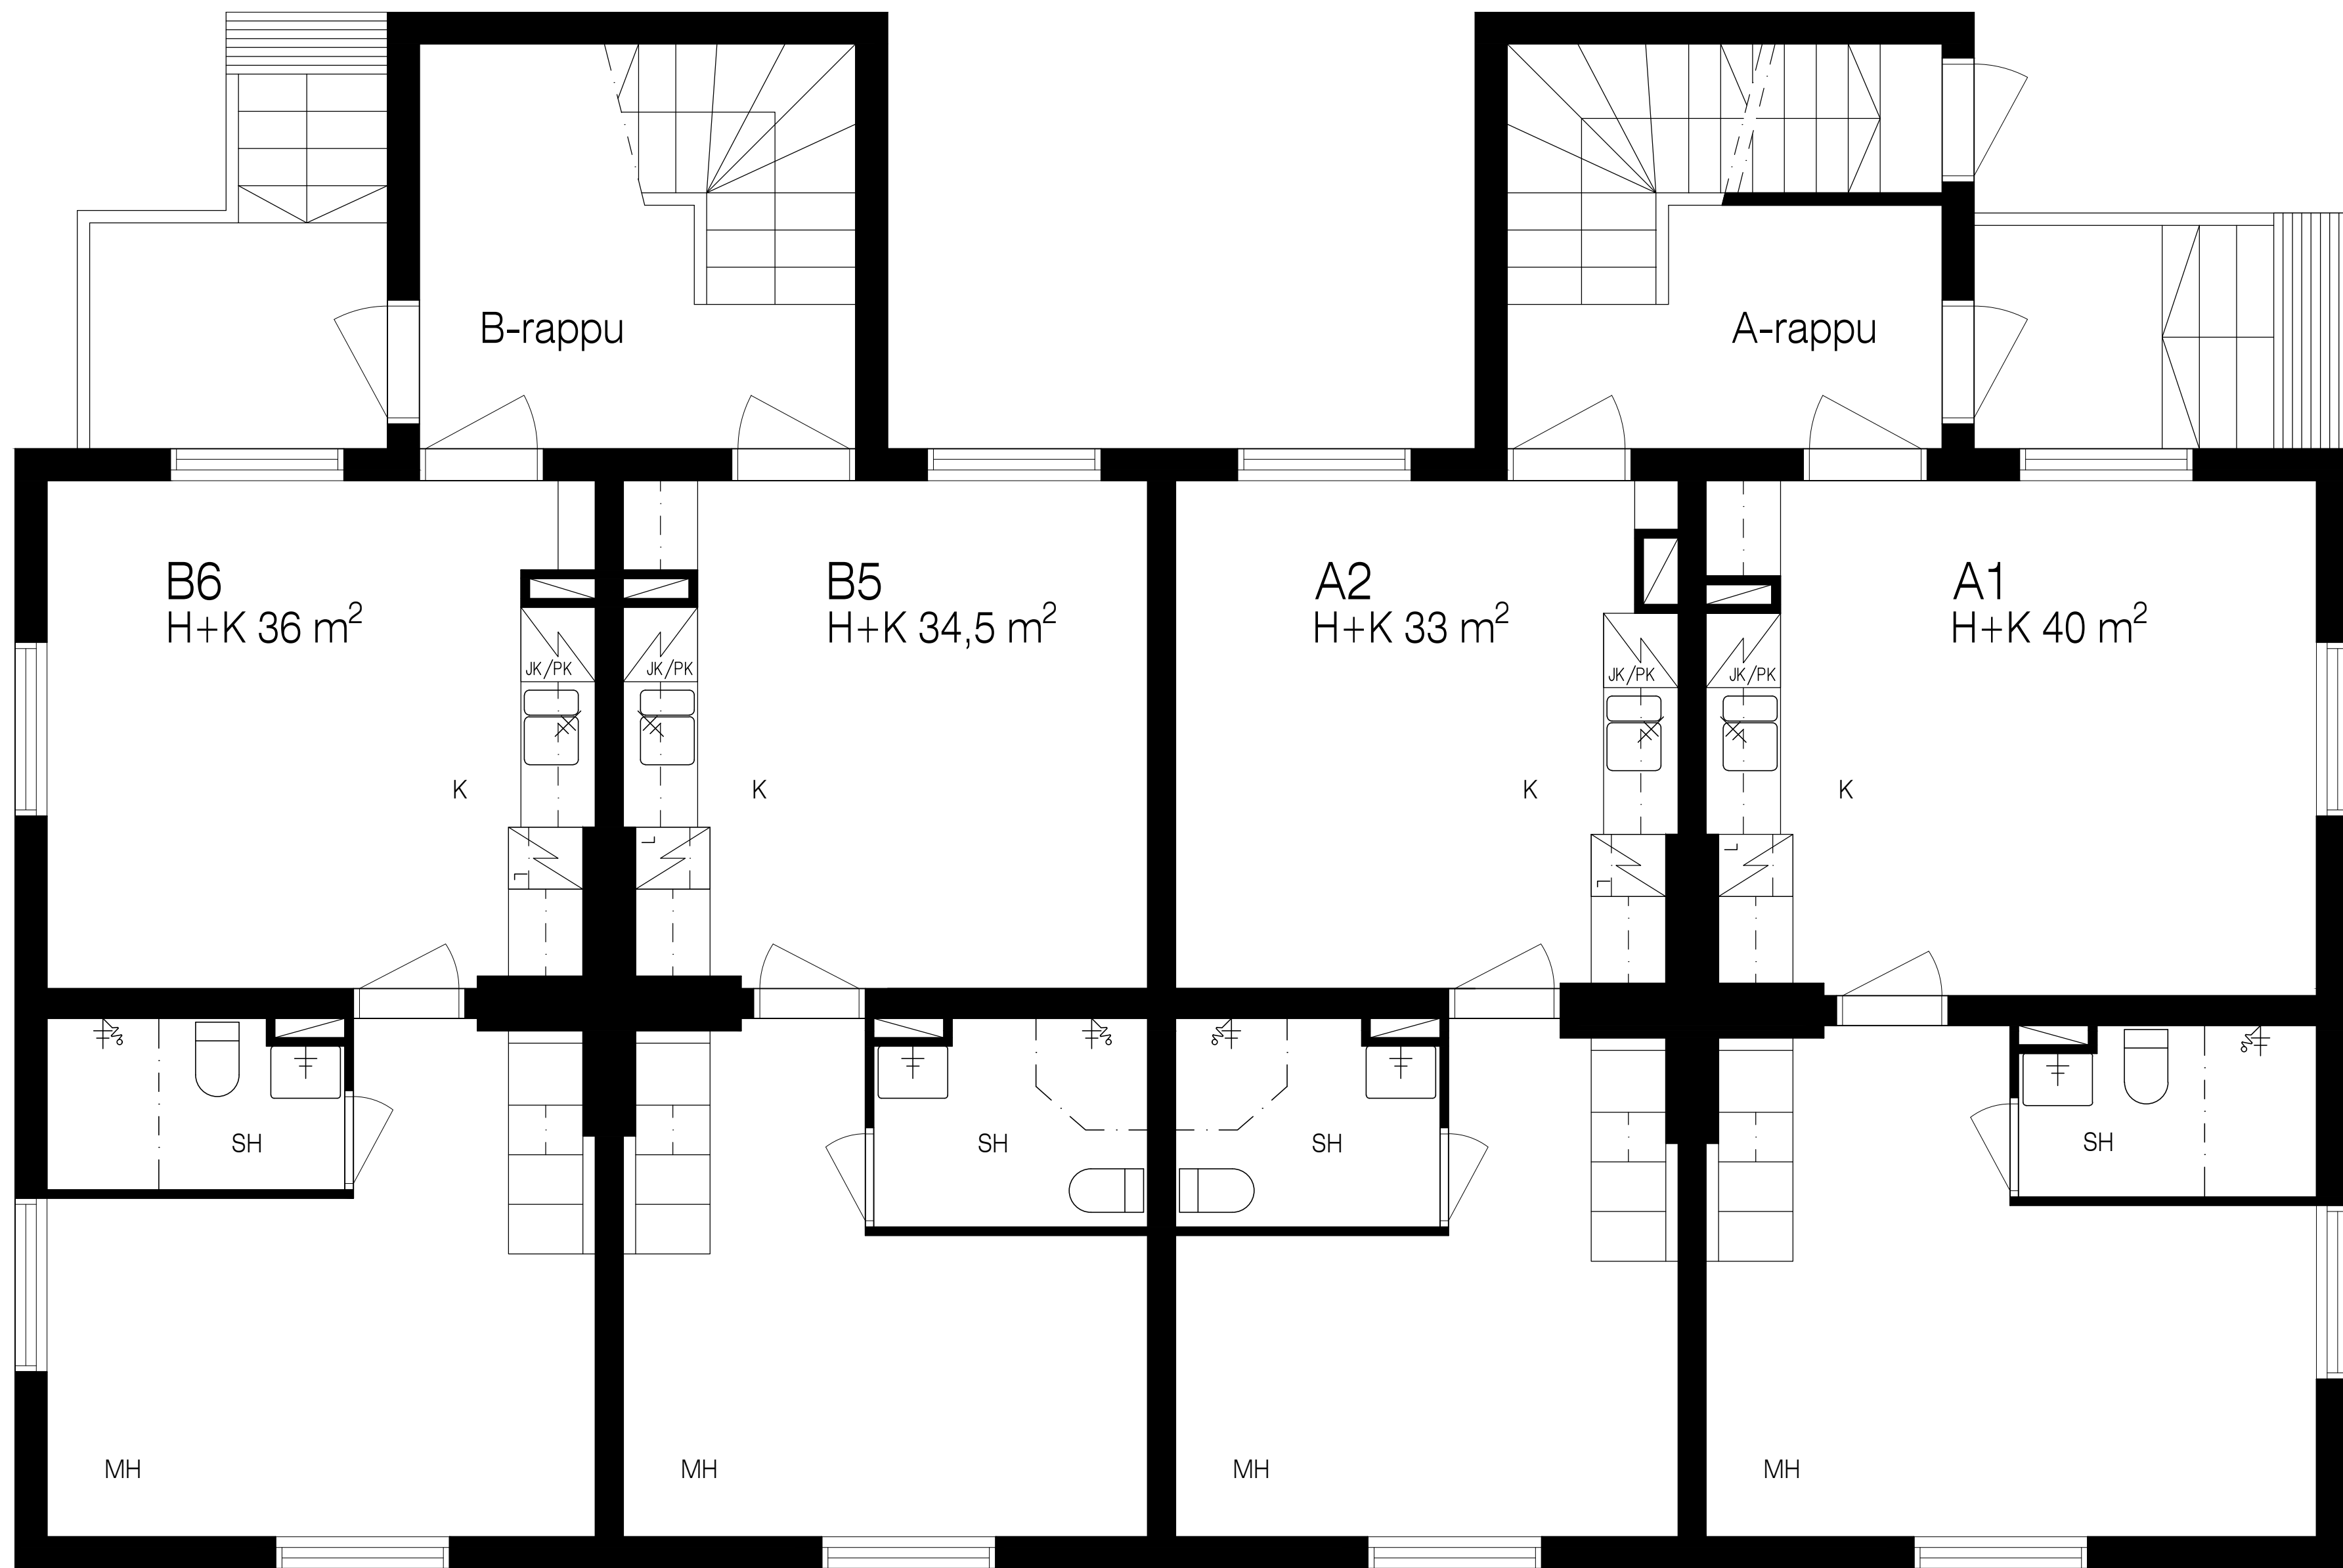 B-rappu
A-rappu
B6
H+K 36 m²
B5
H+K 34,5 m²
A2
H+K 33 m²
A1
H+K 40 m²
JK/PK
JK/PK
JK/PK
JK/PK
K
K
K
K
L
L
L
L
SH
SH
SH
SH
MH
MH
MH
MH